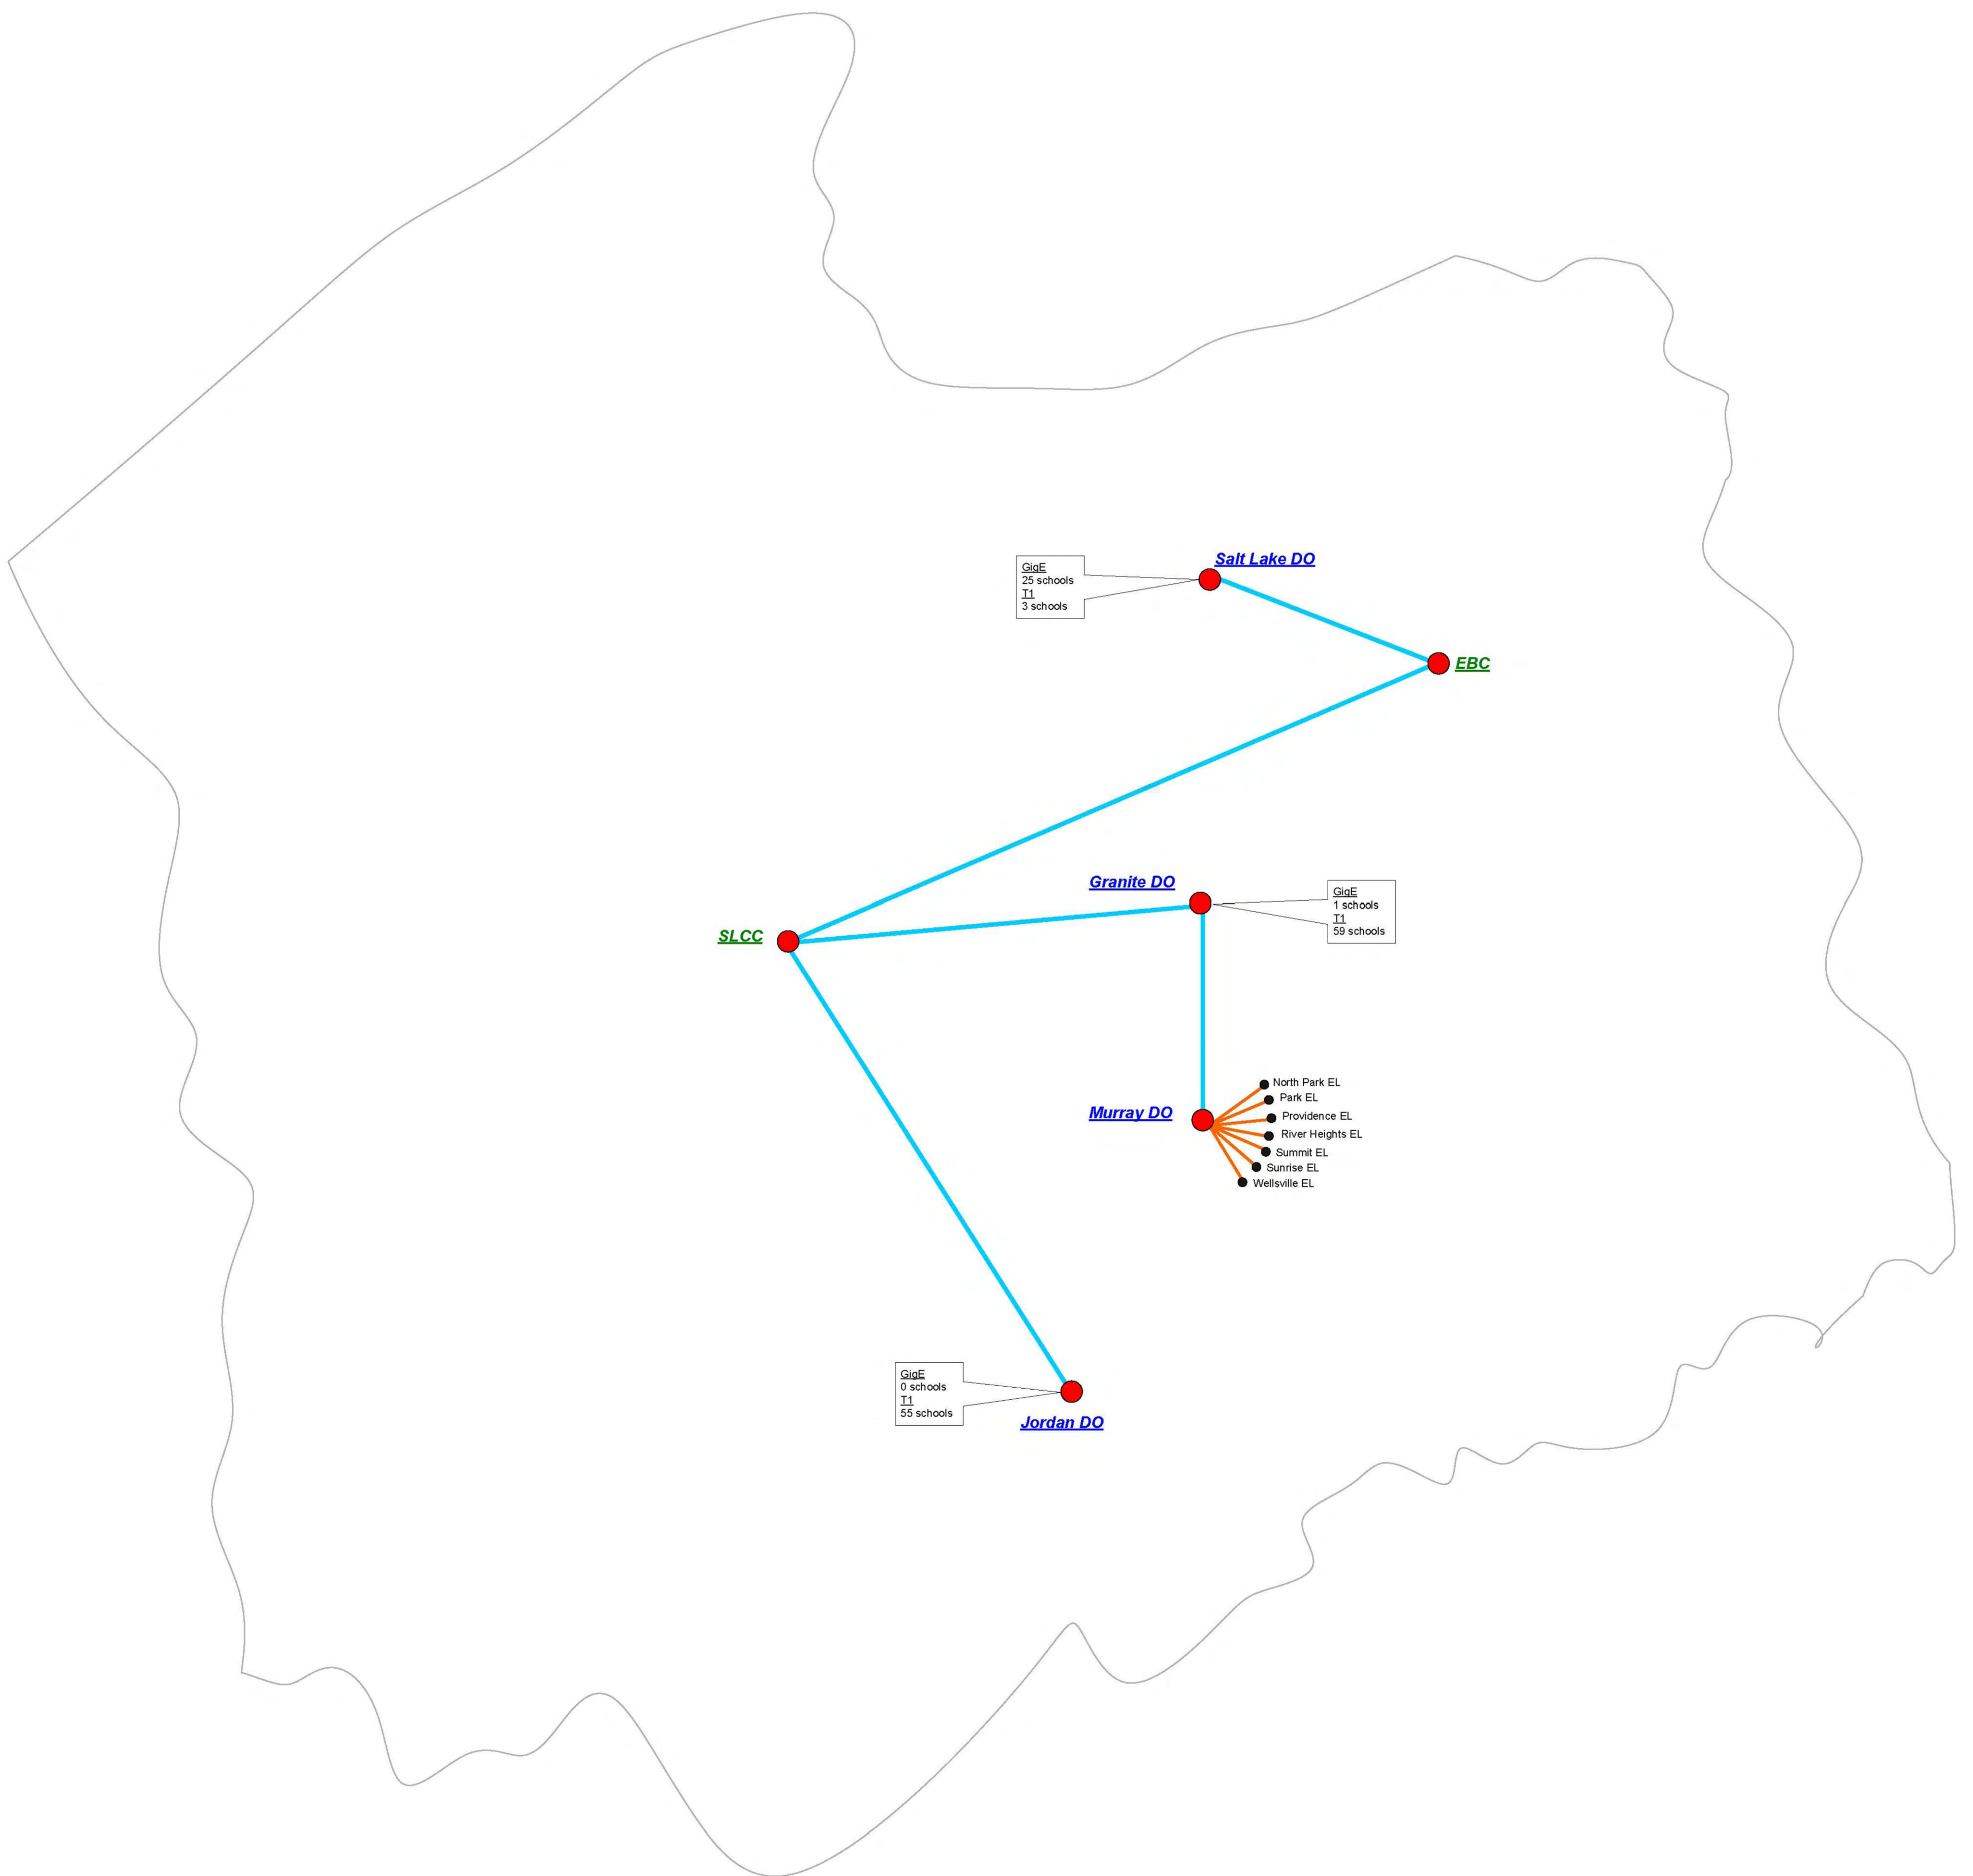 Salt Lake DO
GigE
25 schools
T1
3 schools
EBC
Granite DO
GigE
1 schools
T1
59 schools
SLCC
North Park EL
Park EL
Murray DO
Providence EL
River Heights EL
Summit EL
Sunrise EL
Wellsville EL
GigE
0 schools
T1
55 schools
Jordan DO